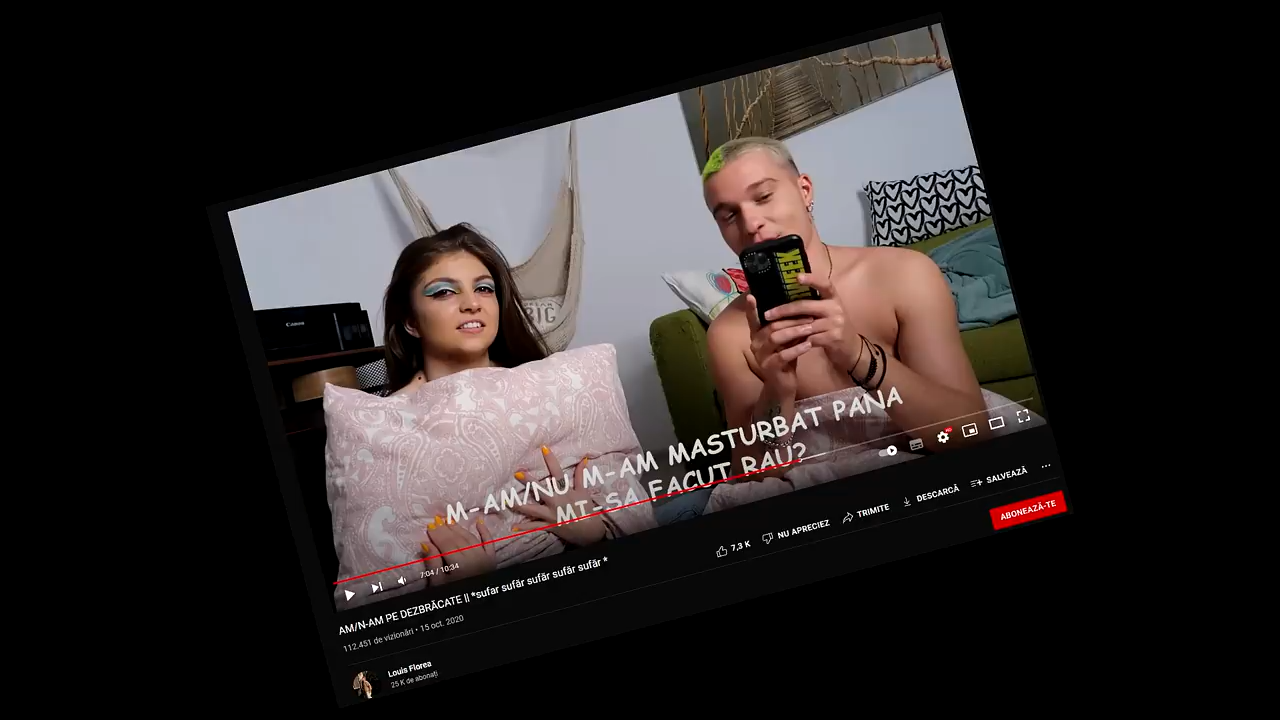 Canon
M-AM/NU M-AM MASTURBAT PANA
MI-SA FACUT RAU?
7:04 / 10:34
AM/N-AM PE DEZBRĂCATE || *sufar sufăr sufăr sufăr sufăr *
112.451 de vizionări • 15 oct. 2020
7,3 K
NU APRECIEZ
TRIMITE
DESCARCĂ
SALVEAZĂ
Louis Florea
25 K de abonați
ABONEAZĂ-TE